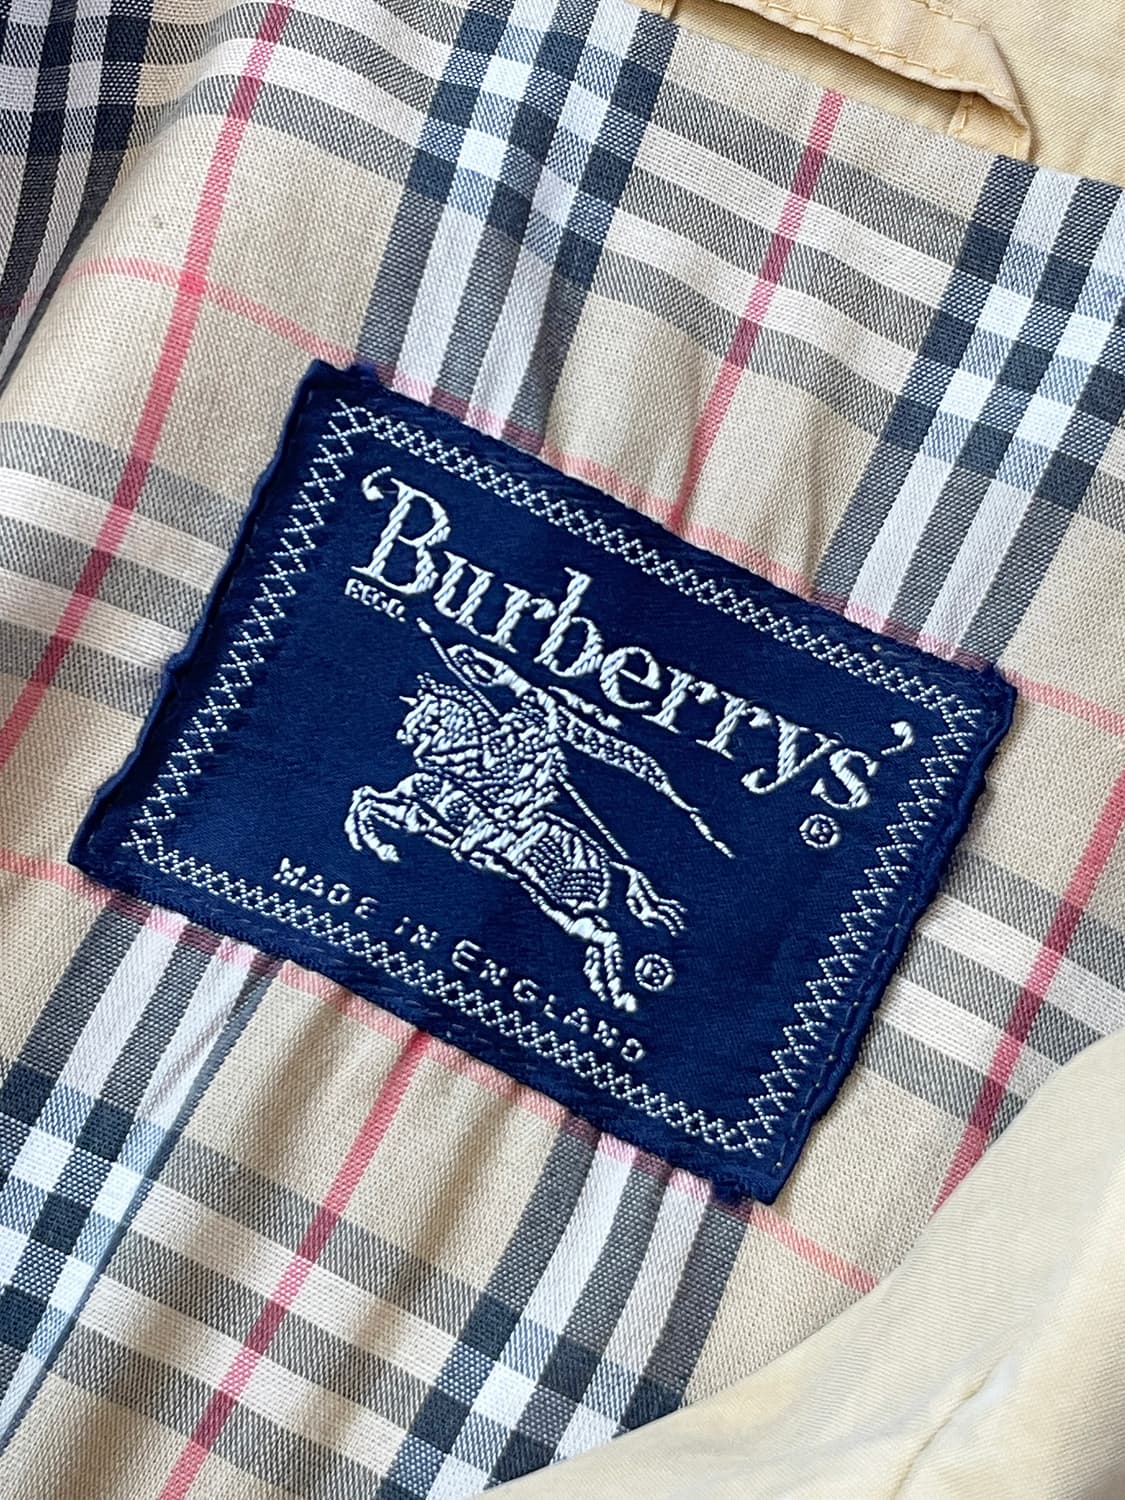 'Burberrys'
REGD.
®
MADE IN ENGLAND
®